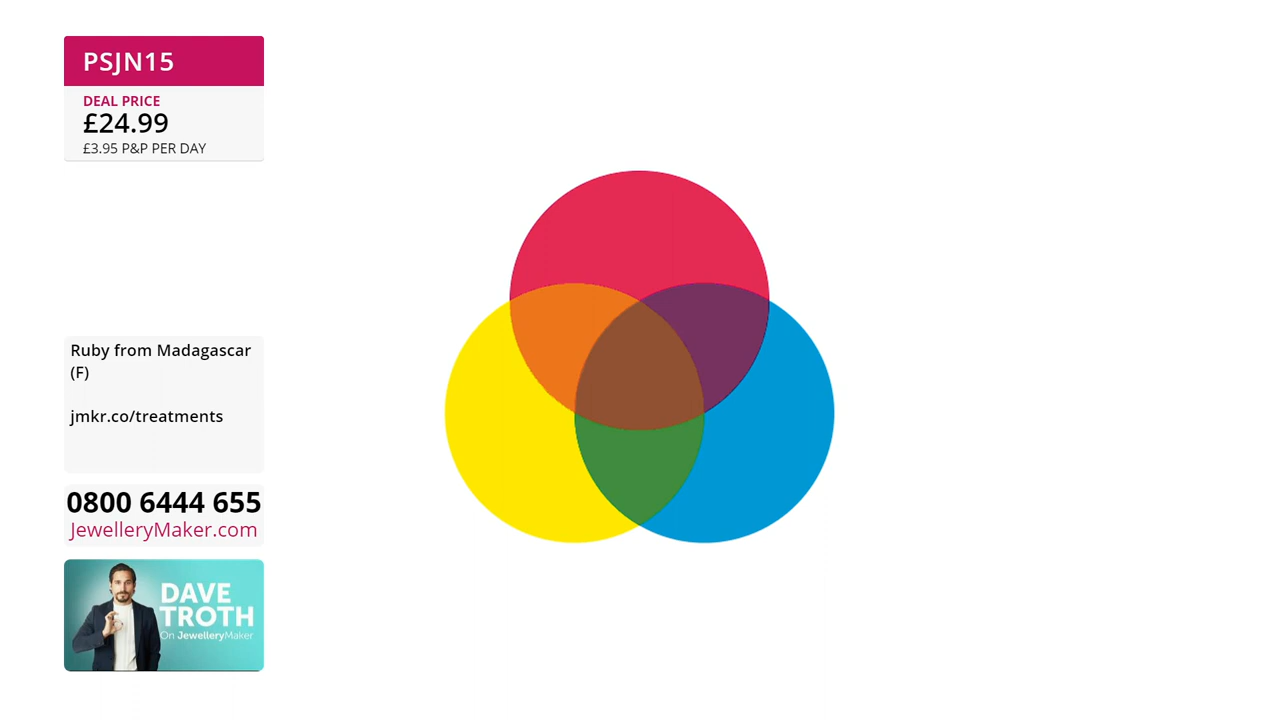 PSJN15
DEAL PRICE
£24.99
£3.95 P&P PER DAY
Ruby from Madagascar
(F)
jmkr.co/treatments
0800 6444 655
JewelleryMaker.com
DAVE
TROTH
On JewelleryMaker